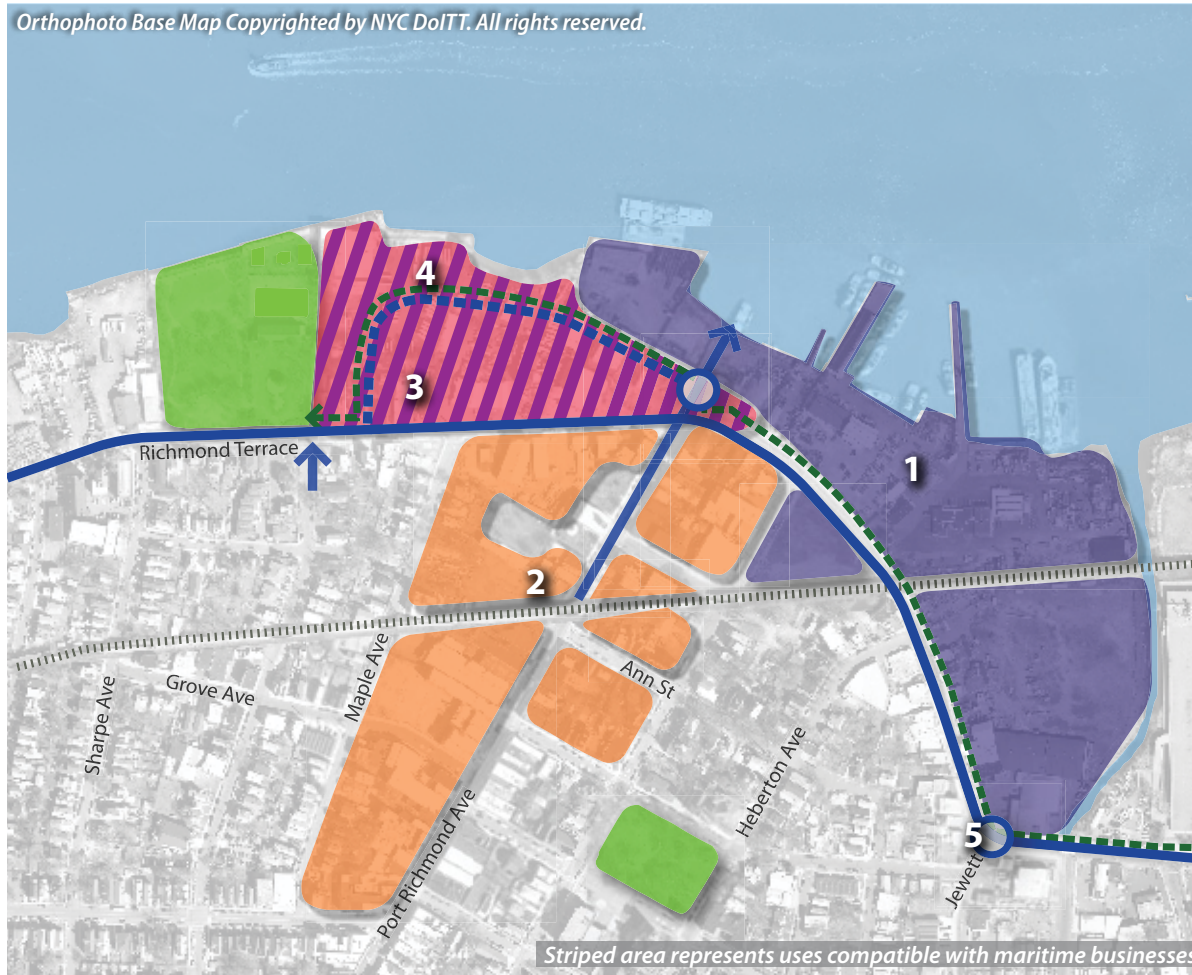 Orthophoto Base Map Copyrighted by NYC DoITT. All rights reserved.
4
3
Richmond Terrace
1
2
Ann St
Maple Ave
Grove Ave
Sharpe Ave
Heberton Ave
Port Richmond Ave
5
Jewett
Striped area represents uses compatible with maritime businesses